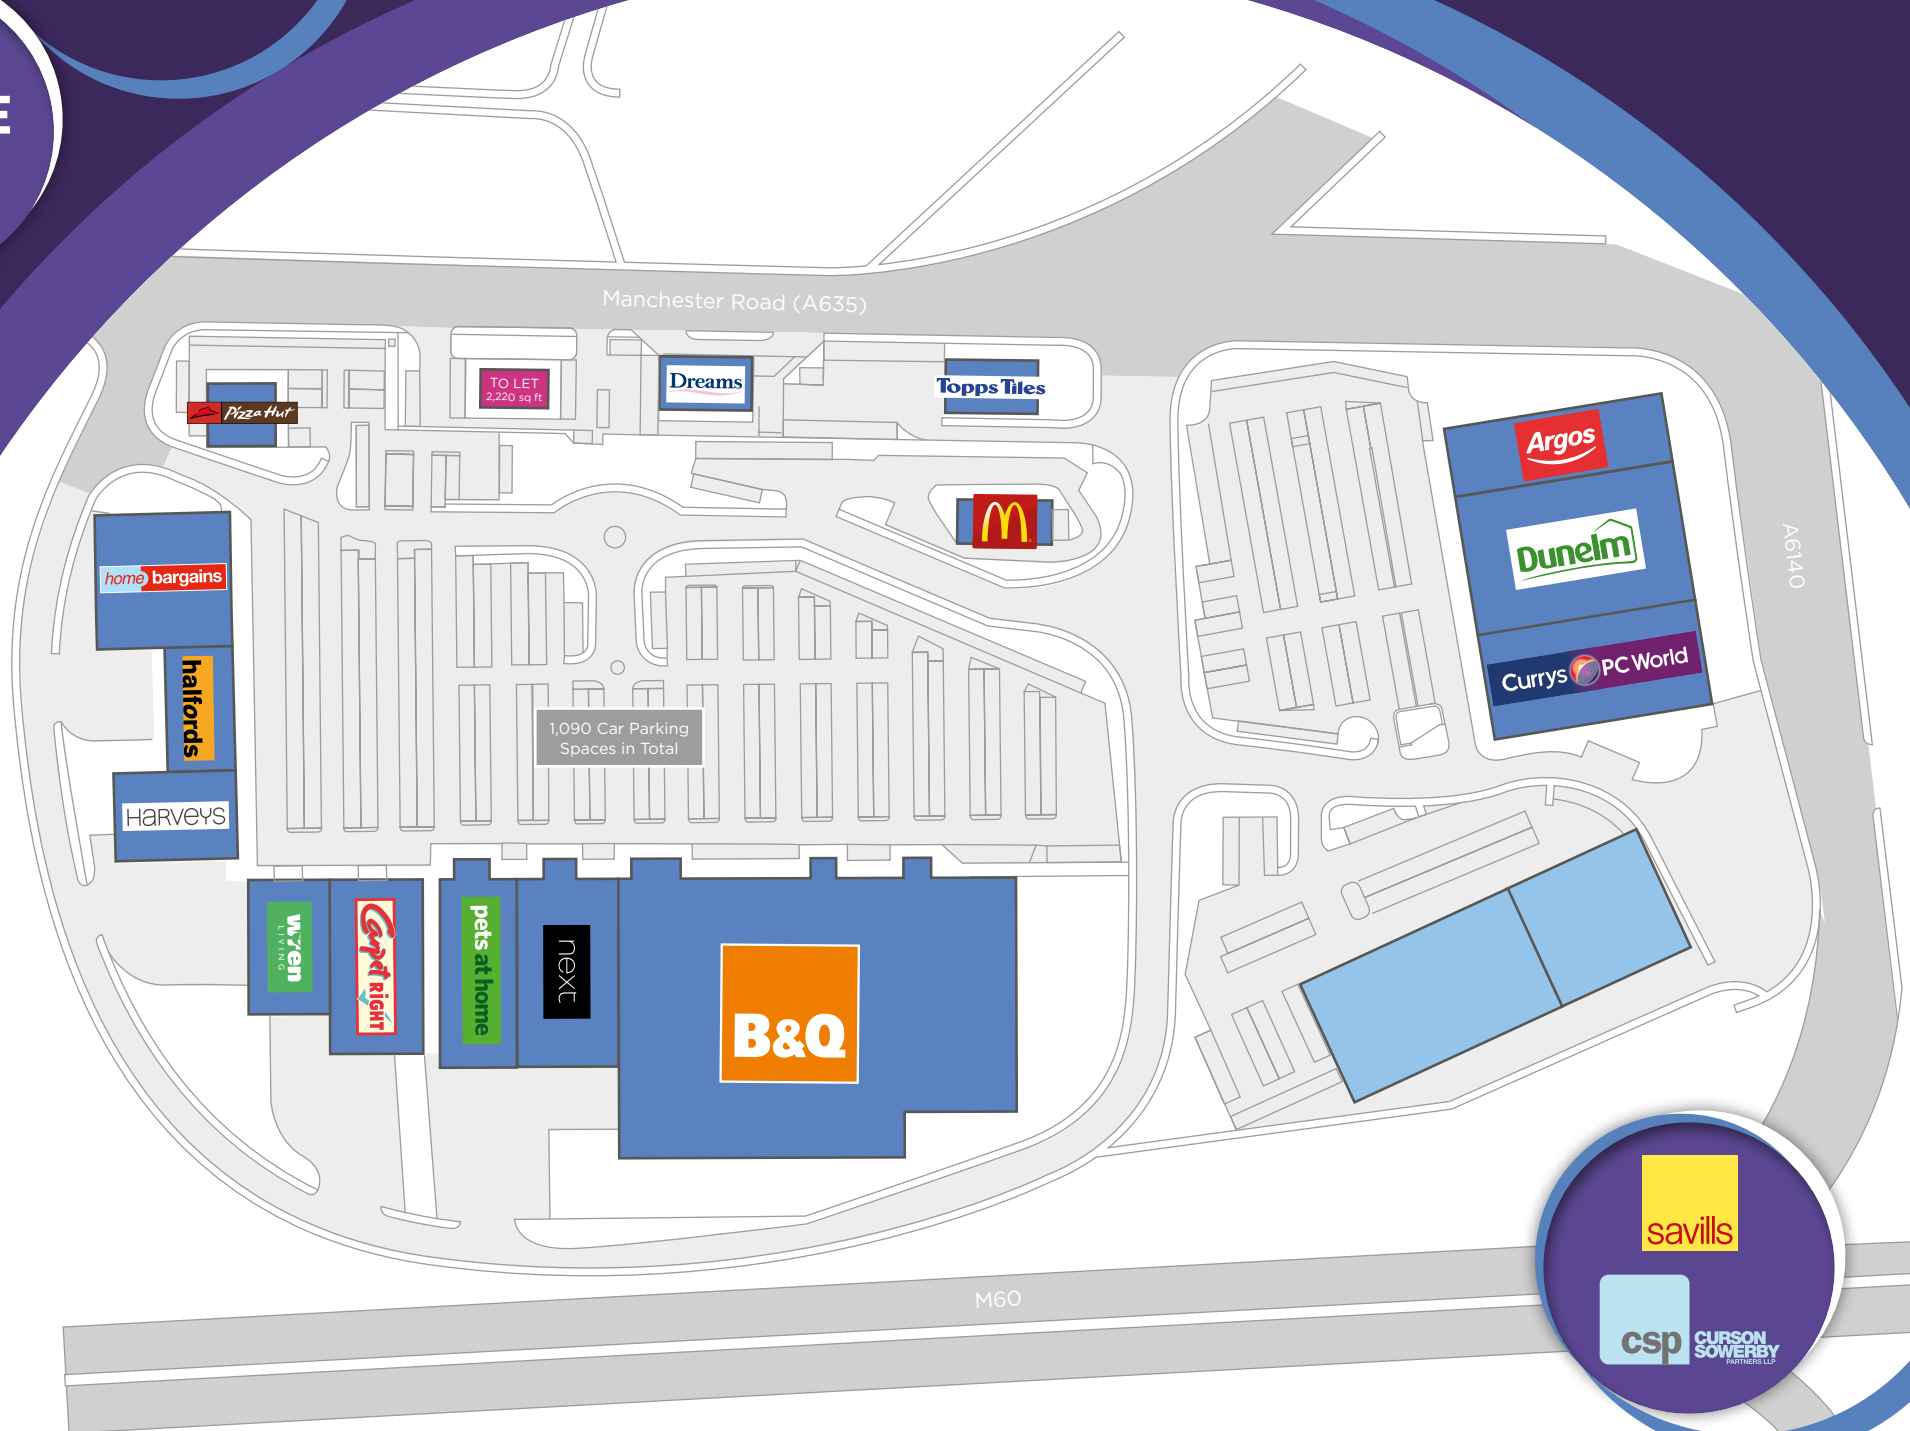 E
Manchester Road (A635)
TO LET
2,220 sq ft
Dreams
Topps Tiles
Pizza Hut
Argos
Dunelm
Currys PC World
A6140
home bargains
halfords
HARVEYS
1,090 Car Parking
Spaces in Total
wren
LIVING
Carpet RIGHT
pets at home
next
B&Q
M60
savills
csp
CURSON
SOWERBY
PARTNERS LLP